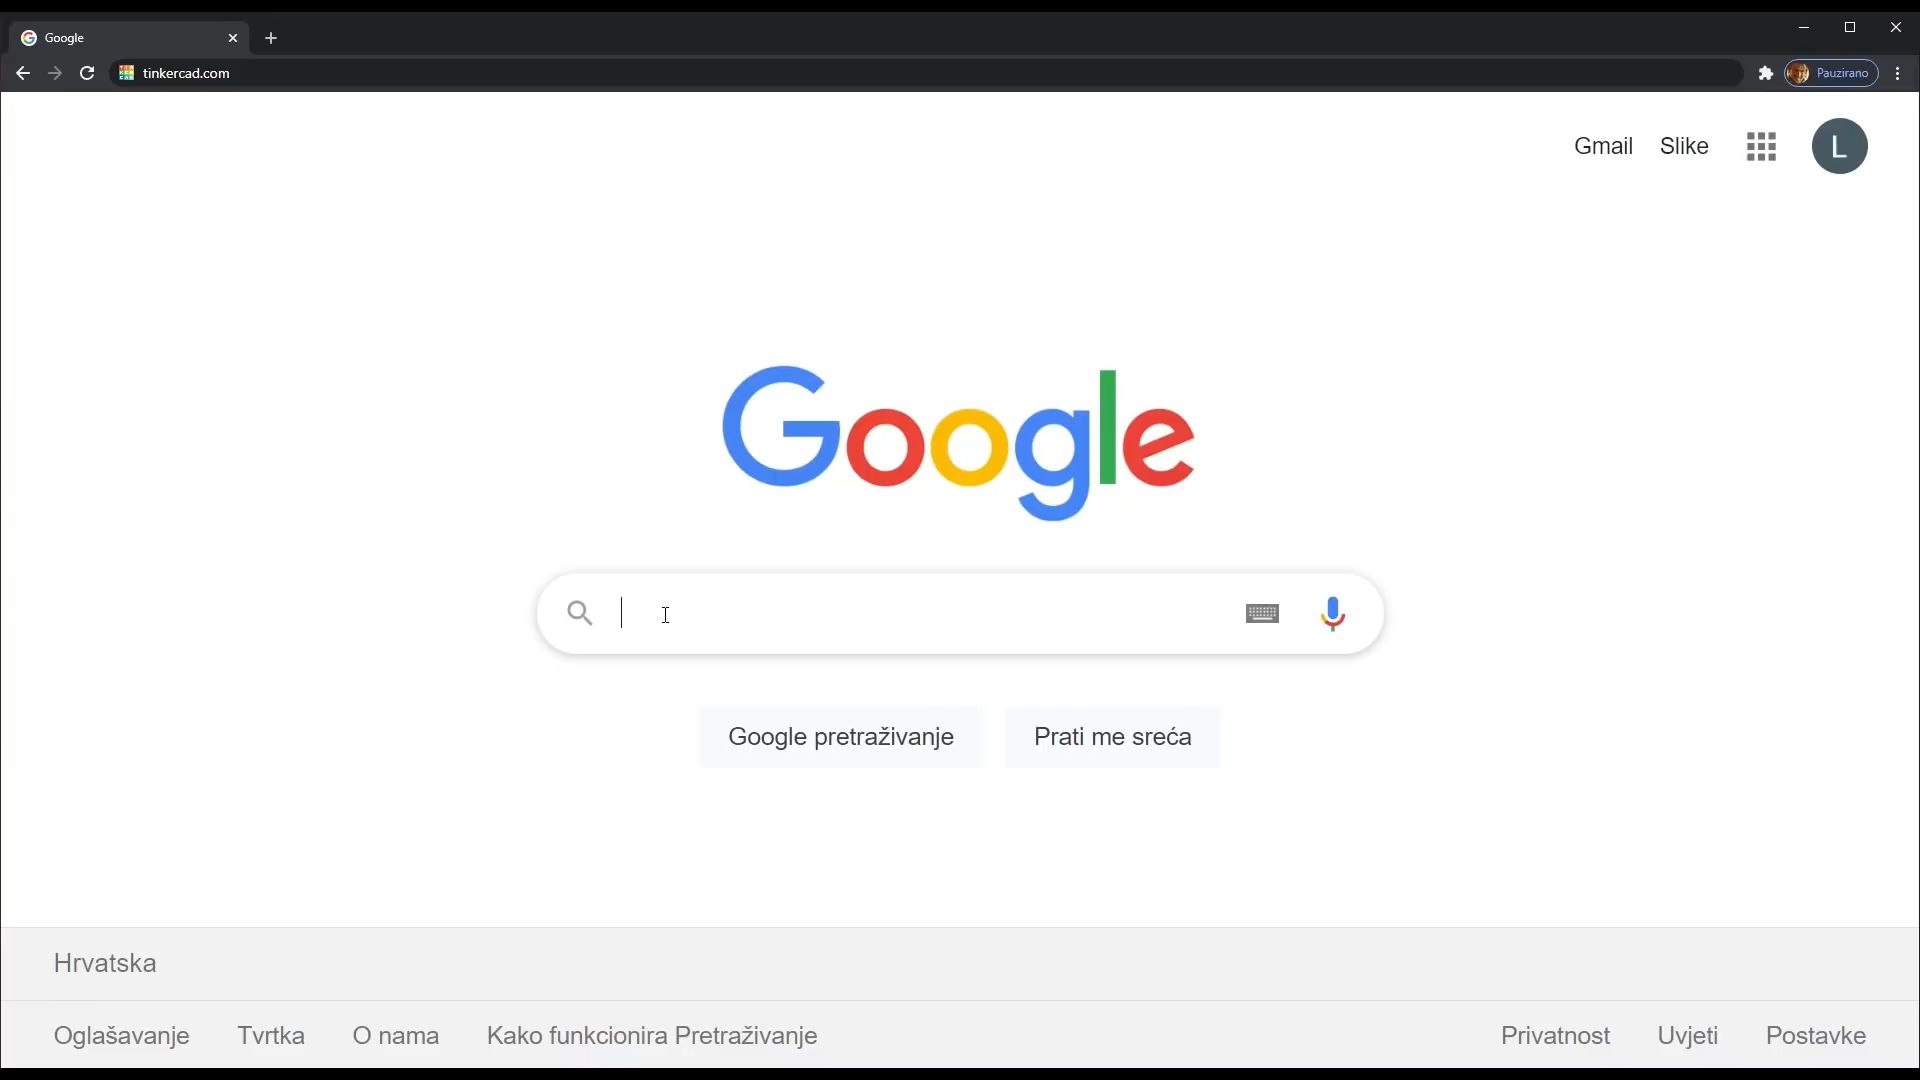 Google
tinkercad.com
Pauzirano
Gmail Slike L
Google
Google pretraživanje Prati me sreća
Hrvatska
Oglašavanje Tvrtka O nama Kako funkcionira Pretraživanje Privatnost Uvjeti Postavke